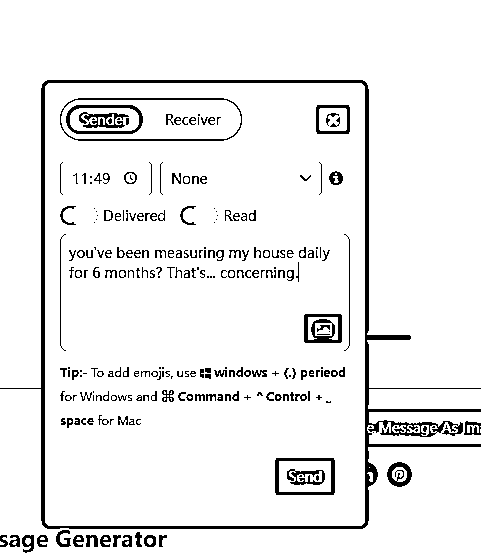 Sender Receiver
11:49 None
Delivered Read
you've been measuring my house daily
for 6 months? That's... concerning.
Tip:- To add emojis, use windows + (.) perieod
for Windows and ⌘ Command + ^ Control + _
space for Mac
e Message As Im
Send
sage Generator